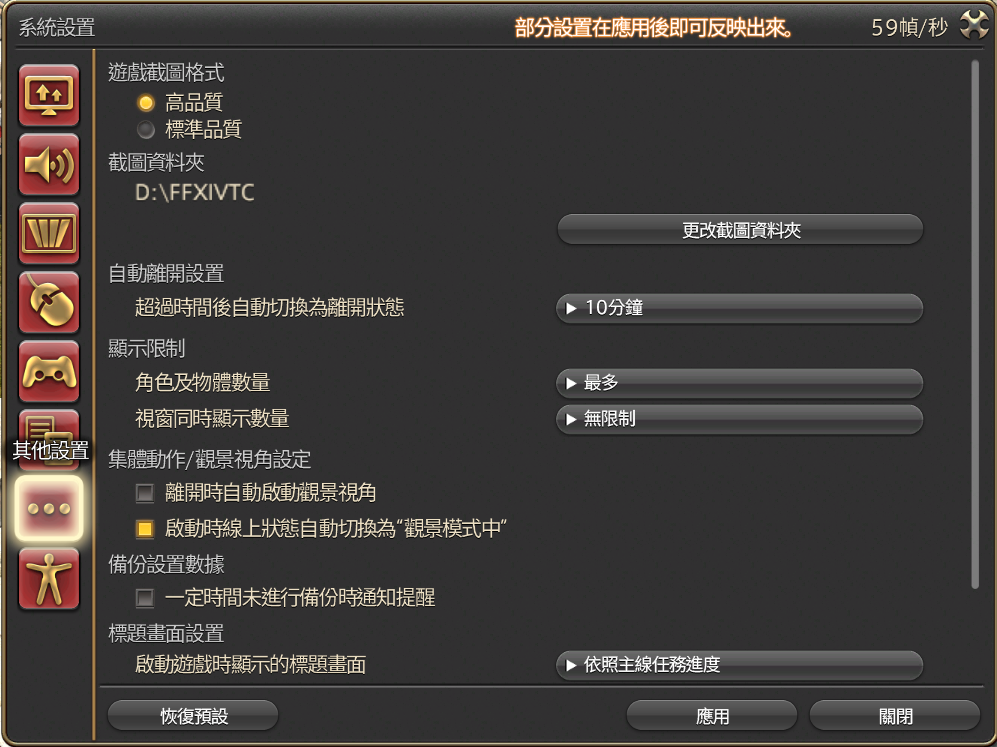 系統設置
部分設置在應用後即可反映出來。
59幀/秒
遊戲截圖格式
高品質
標準品質
截圖資料夾
D:\FFXIVTC
更改截圖資料夾
自動離開設置
超過時間後自動切換為離開狀態
10分鐘
顯示限制
角色及物體數量
最多
視窗同時顯示數量
無限制
其他設置
集體動作/觀景視角設定
離開時自動啟動觀景視角
啟動時線上狀態自動切換為“觀景模式中”
備份設置數據
一定時間未進行備份時通知提醒
標題畫面設置
啟動遊戲時顯示的標題畫面
依照主線任務進度
恢復預設
應用
關閉